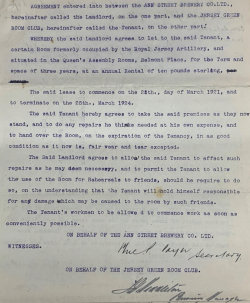 AGREEMENT entered into between the ANN STREET BREWERY CO.LTD.
hereinafter called the Landlord, on the one part, and the JERSEY GREEN
ROOM CLUB, hereinafter called the Tenant, on the other part:
WHEREBY the said Landlord agrees to let to the said Tenant, a
certain Room formerly occupied by the Royal Jersey Artillery, and
situated in the Queen's Assembly Rooms, Belmont Place, for the Term and
space of three years, at an annual Rental of ten pounds sterling,
The said lease to commence on the 25th, day of March 1921, and
to terminate on the 25th, March, 1924.
The said Tenant hereby agrees to take the said premises as they now
stand, and to do any repairs he thinks needed at his own expense, and
to hand over the Room, on the expiration of the Tenancy, in as good
condition as it now is, fair wear and tear excepted.
The Said Landlord agrees to allow the said Tenant to effect such
repairs as he may deem necessary, and to permit the Tenant to allow
the use of the Room for Rehearsals to friends, should he require to do
so, on the understanding that the Tenant will hold himself responsible
for any damage which may be caused to the room by such friends.
The Tenant's workmen to be allowed to commence work as soon as
conveniently possible.
ON BEHALF OF THE ANN STREET BREWERY CO. LTD.
WITNESSES.
Secretary
ON BEHALF OF THE JERSEY GREEN ROOM CLUB.